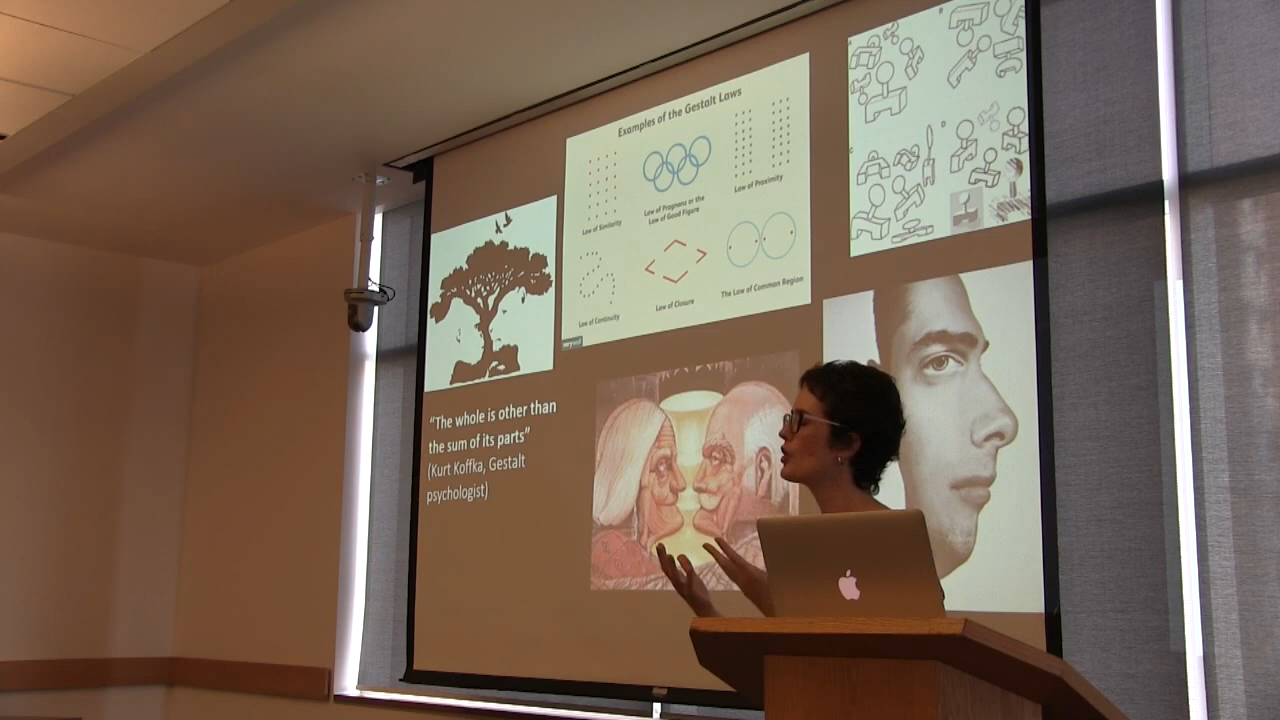 Examples of the Gestalt Laws
Law of Similarity
Law of Pragnanz or the
Law of Good Figure
Law of Proximity
Law of Continuity
Law of Closure
The Law of Common Region
A
B
C
D
"The whole is other than
the sum of its parts"
(Kurt Koffka, Gestalt
psychologist)